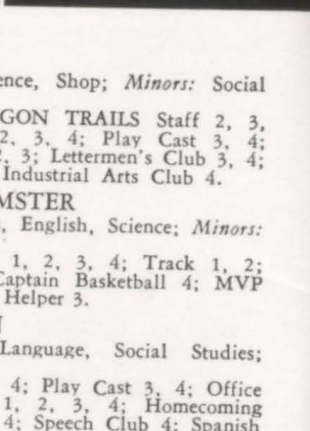 ence, Shop; Minors: Social
GON TRAILS Staff 2, 3,
2, 3, 4; Play Cast 3, 4;
2, 3; Lettermen's Club 3, 4;
Industrial Arts Club 4.
MSTER
, English, Science; Minors:
1, 2, 3, 4; Track 1, 2;
Captain Basketball 4; MVP
Helper 3.
Language, Social Studies;
4; Play Cast 3, 4; Office
1, 2, 3, 4; Homecoming
4; Speech Club 4; Spanish